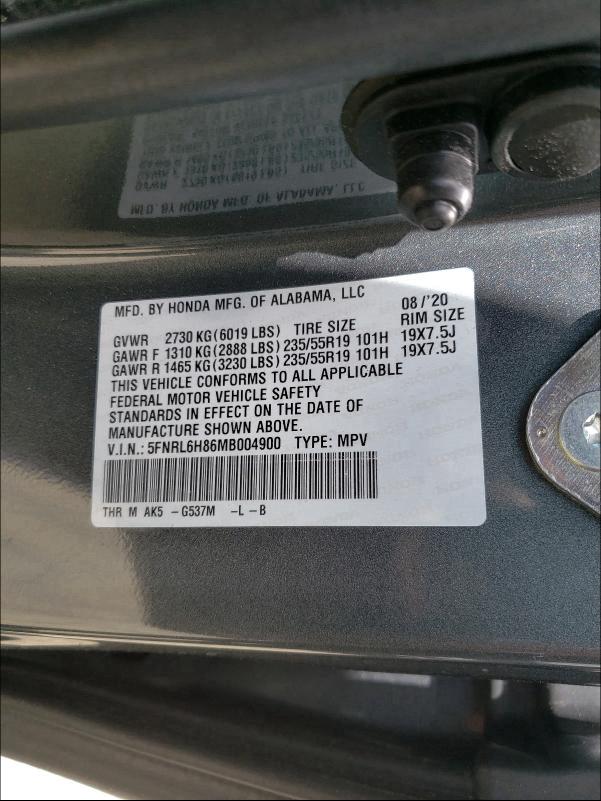 MFD. BY HONDA MFG. OF ALABAMA, LLC 08/'20
GVWR 2730 KG(6019 LBS) TIRE SIZE RIM SIZE
GAWR F 1310 KG(2888 LBS)235/55R19 101H 19X7.5J
GAWR R 1465 KG(3230 LBS)235/55R19 101H 19X7.5J
THIS VEHICLE CONFORMS TO ALL APPLICABLE
FEDERAL MOTOR VEHICLE SAFETY
STANDARDS IN EFFECT ON THE DATE OF
MANUFACTURE SHOWN ABOVE.
V.I.N.: 5FNRL6H86MB004900 TYPE: MPV
THR M AK5 -G537M -L -B